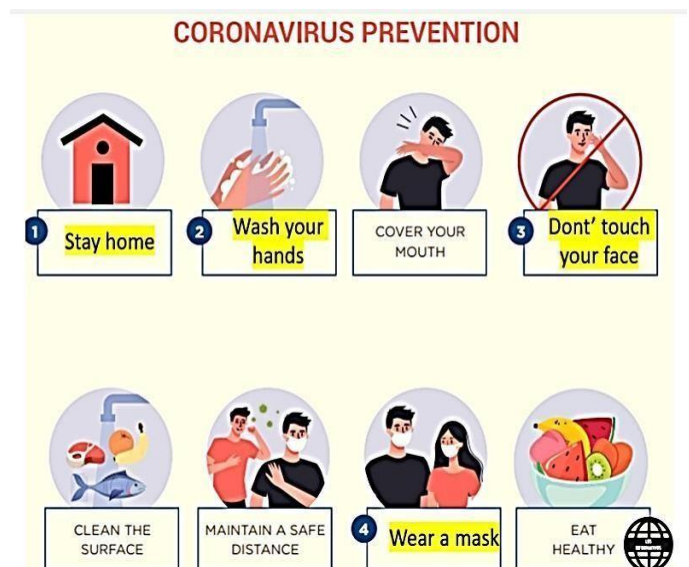 CORONAVIRUS PREVENTION
1 Stay home
2 Wash your
hands
COVER YOUR
MOUTH
3 Dont' touch
your face
CLEAN THE
SURFACE
MAINTAIN A SAFE
DISTANCE
4 Wear a mask
EAT
HEALTHY